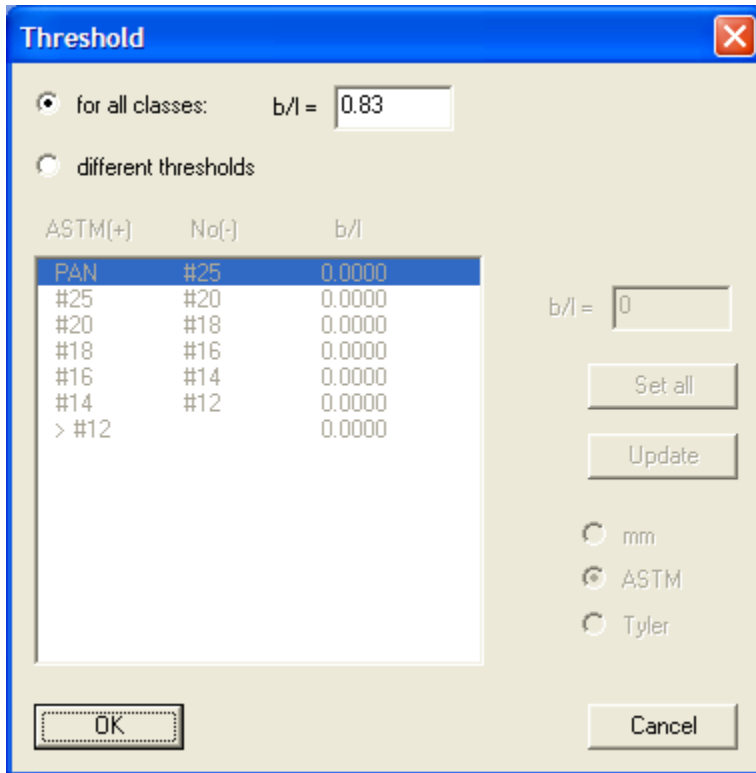 Threshold
for all classes: b/l = 0.83
different thresholds
ASTM(+) No(-) b/l
PAN #25 0.0000
#25 #20 0.0000
#20 #18 0.0000
#18 #16 0.0000
#16 #14 0.0000
#14 #12 0.0000
> #12 0.0000
b/l = 0
Set all
Update
mm
ASTM
Tyler
OK
Cancel